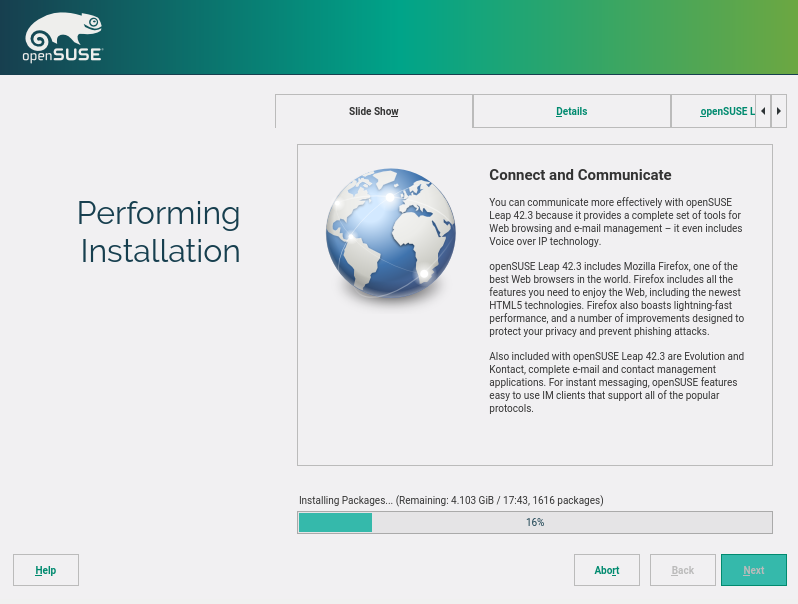 openSUSE
Slide Show
Details
openSUSE L
Performing
Installation
Connect and Communicate
You can communicate more effectively with openSUSE
Leap 42.3 because it provides a complete set of tools for
Web browsing and e-mail management – it even includes
Voice over IP technology.
openSUSE Leap 42.3 includes Mozilla Firefox, one of the
best Web browsers in the world. Firefox includes all the
features you need to enjoy the Web, including the newest
HTML5 technologies. Firefox also boasts lightning-fast
performance, and a number of improvements designed to
protect your privacy and prevent phishing attacks.
Also included with openSUSE Leap 42.3 are Evolution and
Kontact, complete e-mail and contact management
applications. For instant messaging, openSUSE features
easy to use IM clients that support all of the popular
protocols.
Installing Packages... (Remaining: 4.103 GiB / 17:43, 1616 packages)
16%
Help
Abort
Back
Next